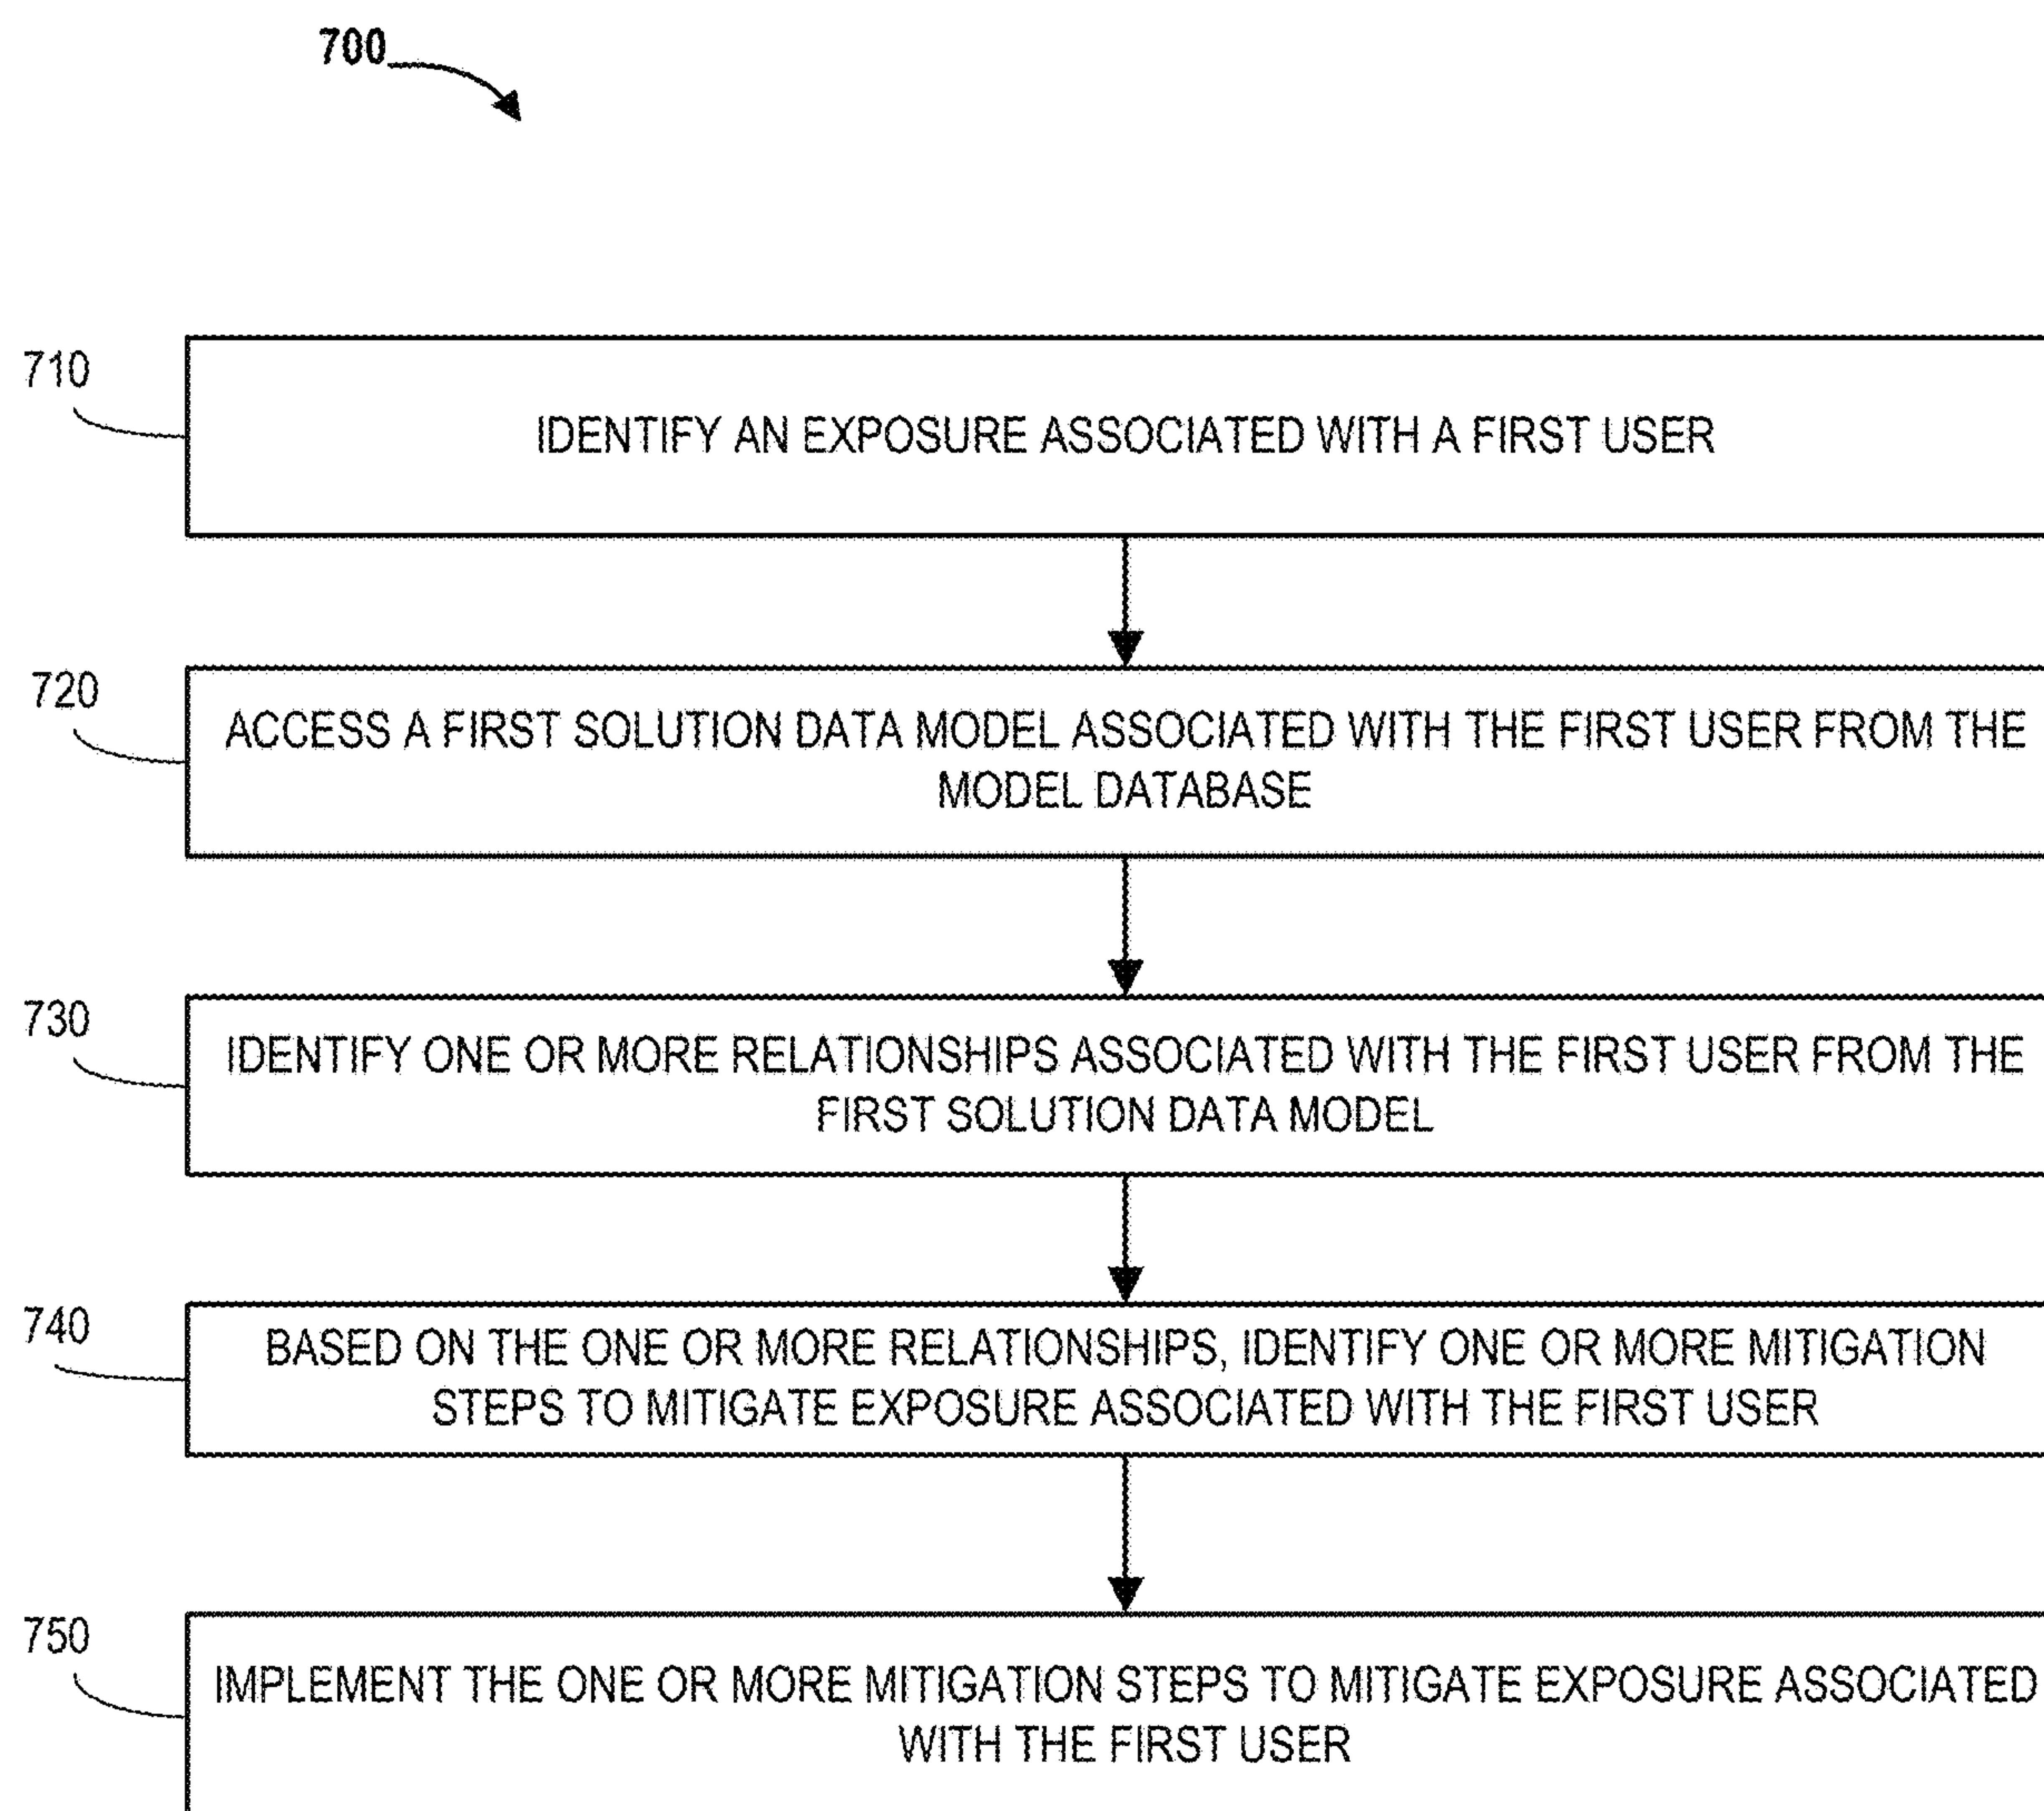 700
710
IDENTIFY AN EXPOSURE ASSOCIATED WITH A FIRST USER
720
ACCESS A FIRST SOLUTION DATA MODEL ASSOCIATED WITH THE FIRST USER FROM THE
MODEL DATABASE
730
IDENTIFY ONE OR MORE RELATIONSHIPS ASSOCIATED WITH THE FIRST USER FROM THE
FIRST SOLUTION DATA MODEL
740
BASED ON THE ONE OR MORE RELATIONSHIPS, IDENTIFY ONE OR MORE MITIGATION
STEPS TO MITIGATE EXPOSURE ASSOCIATED WITH THE FIRST USER
750
IMPLEMENT THE ONE OR MORE MITIGATION STEPS TO MITIGATE EXPOSURE ASSOCIATED
WITH THE FIRST USER